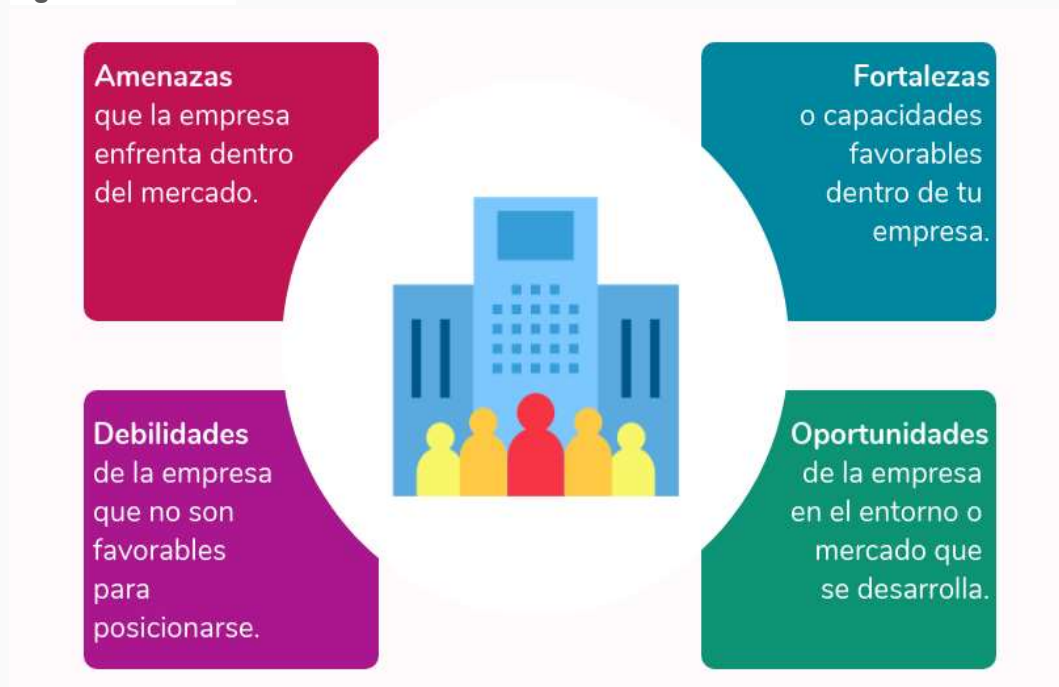 Amenazas
que la empresa
enfrenta dentro
del mercado.
Fortalezas
o capacidades
favorables
dentro de tu
empresa.
Debilidades
de la empresa
que no son
favorables
para
posicionarse.
Oportunidades
de la empresa
en el entorno o
mercado que
se desarrolla.